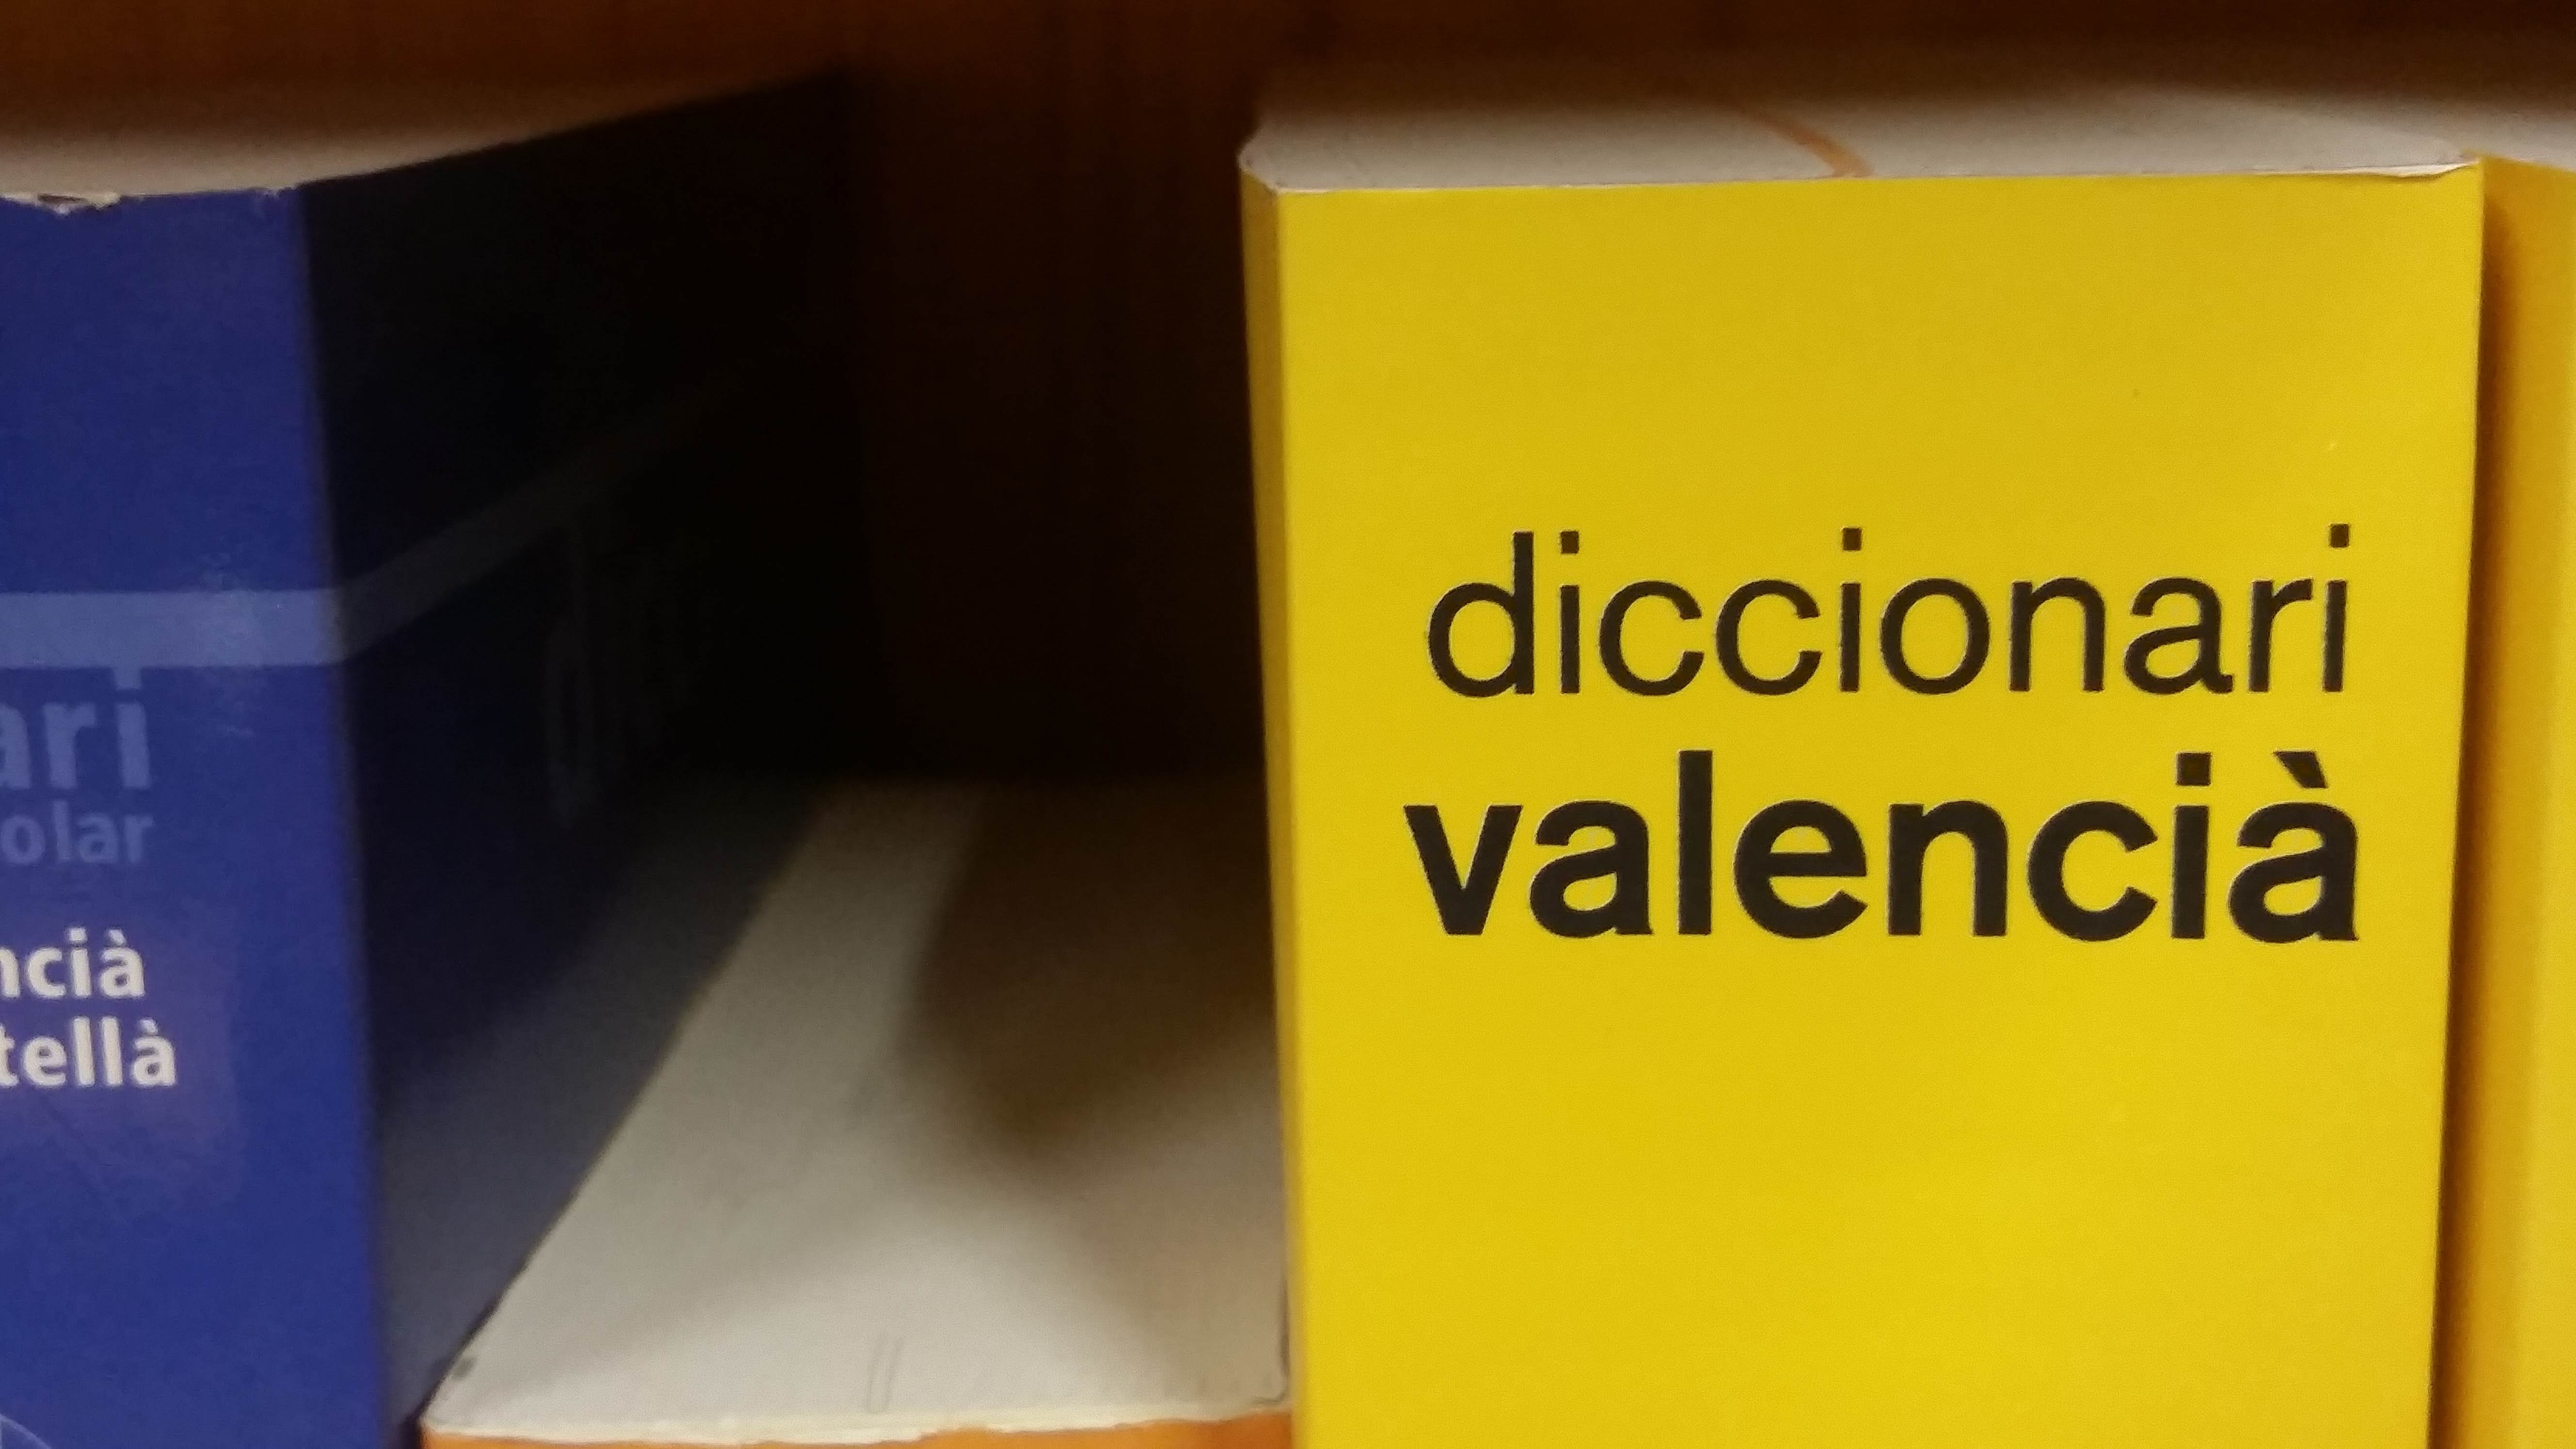 ari
olar
ncià
tellà
diccionari
valencià